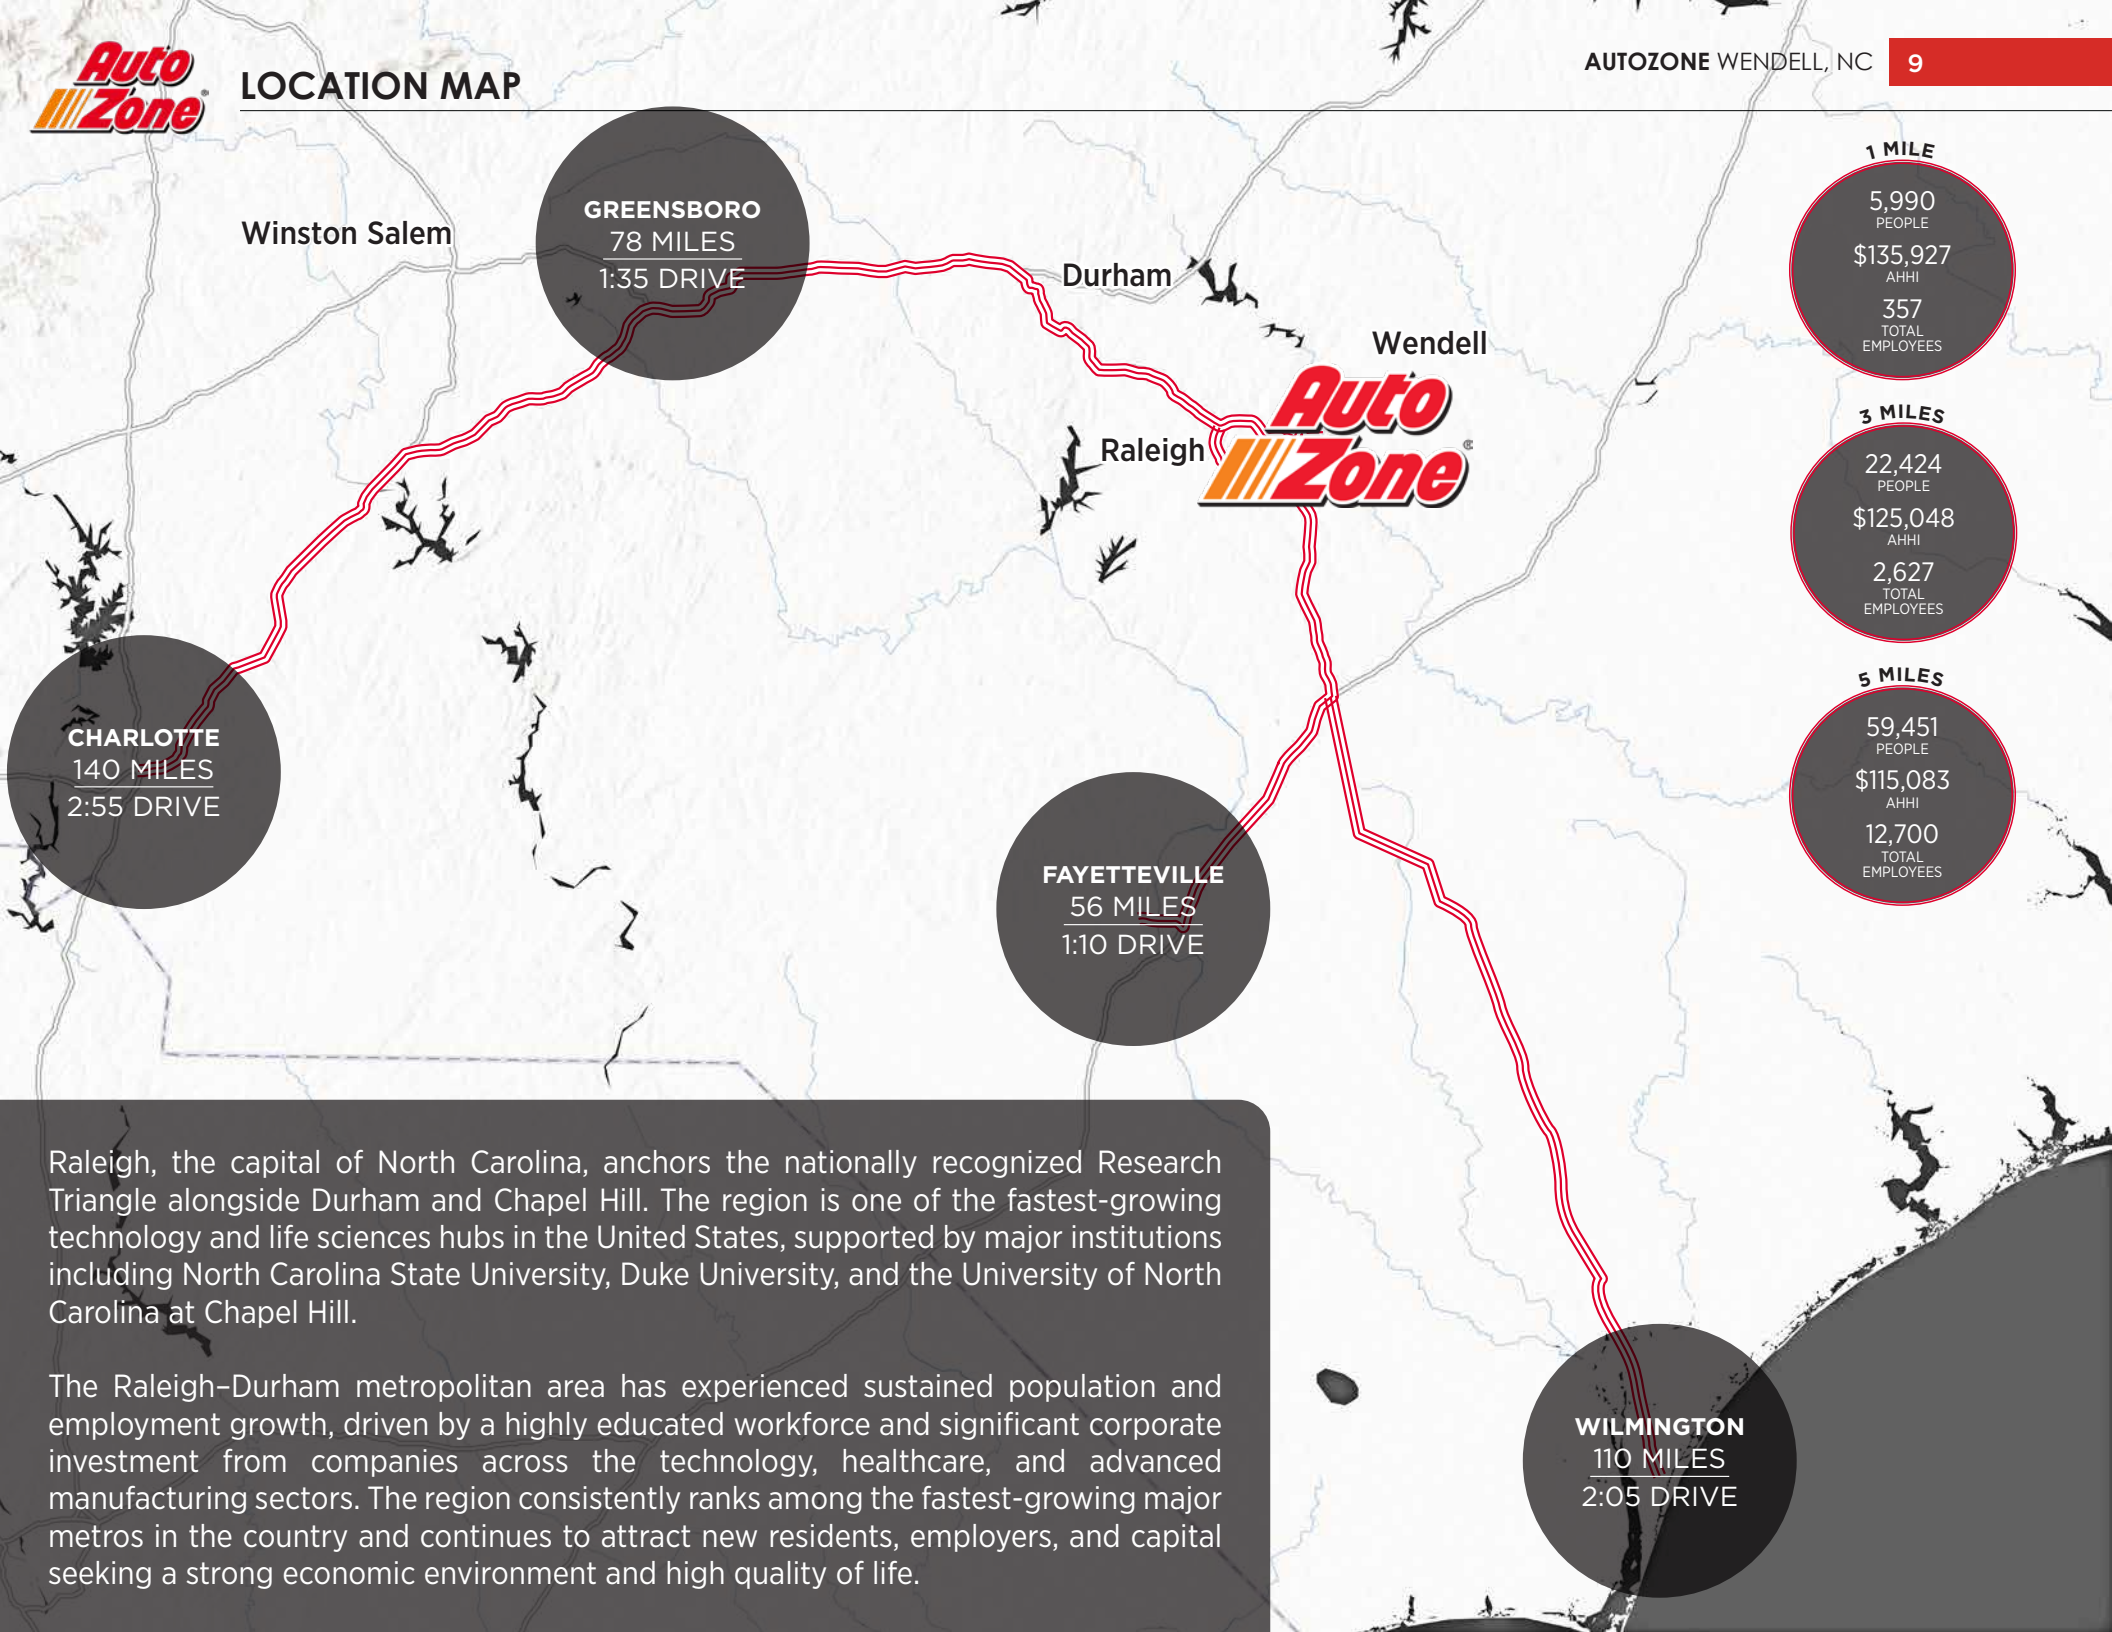 Auto
Zone®
LOCATION MAP
AUTOZONE WENDELL, NC
9
Winston Salem
GREENSBORO
78 MILES
1:35 DRIVE
Durham
Wendell
Auto
Zone®
Raleigh
CHARLOTTE
140 MILES
2:55 DRIVE
FAYETTEVILLE
56 MILES
1:10 DRIVE
WILMINGTON
110 MILES
2:05 DRIVE
1 MILE
5,990
PEOPLE
$135,927
AHHI
357
TOTAL
EMPLOYEES
3 MILES
22,424
PEOPLE
$125,048
AHHI
2,627
TOTAL
EMPLOYEES
5 MILES
59,451
PEOPLE
$115,083
AHHI
12,700
TOTAL
EMPLOYEES
Raleigh, the capital of North Carolina, anchors the nationally recognized Research
Triangle alongside Durham and Chapel Hill. The region is one of the fastest-growing
technology and life sciences hubs in the United States, supported by major institutions
including North Carolina State University, Duke University, and the University of North
Carolina at Chapel Hill.
The Raleigh–Durham metropolitan area has experienced sustained population and
employment growth, driven by a highly educated workforce and significant corporate
investment from companies across the technology, healthcare, and advanced
manufacturing sectors. The region consistently ranks among the fastest-growing major
metros in the country and continues to attract new residents, employers, and capital
seeking a strong economic environment and high quality of life.